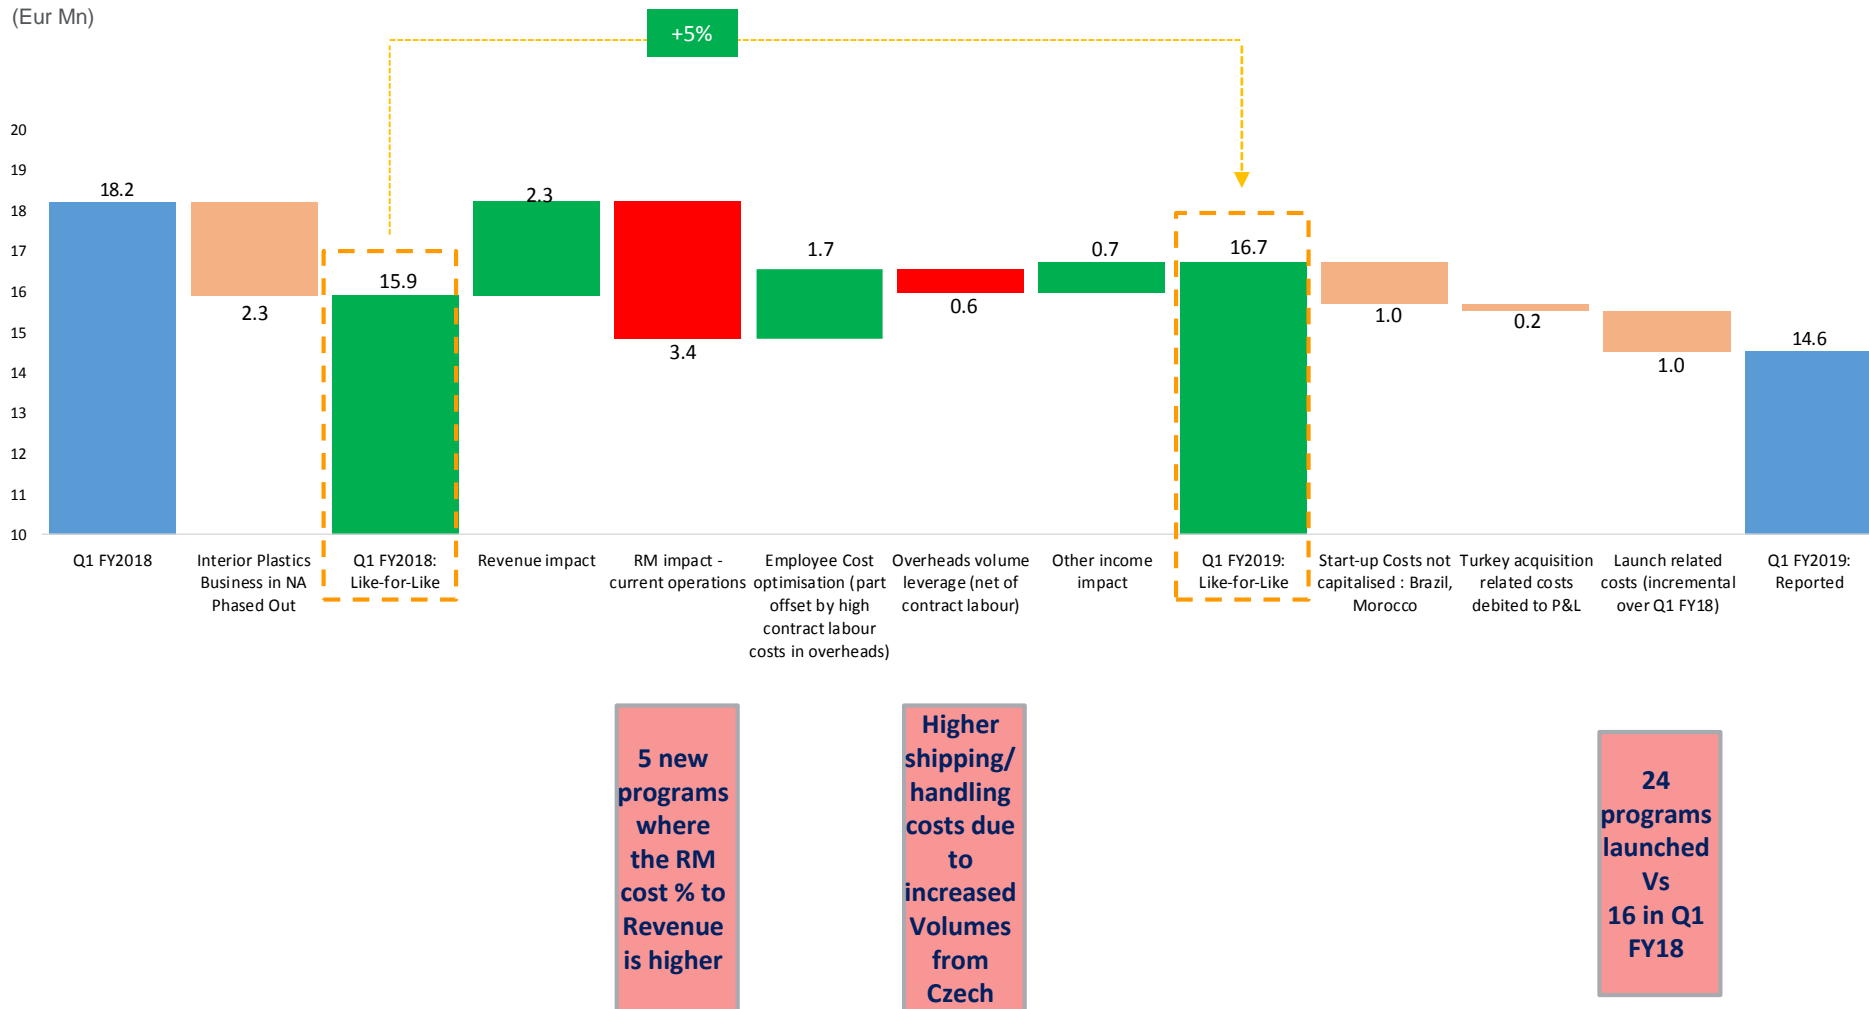 (Eur Mn)
+5%
20
19
18
17
16
15
14
13
12
11
10
18.2
2.3
15.9
2.3
3.4
1.7
0.6
0.7
16.7
1.0
0.2
1.0
14.6
Q1 FY2018
Interior Plastics
Business in NA
Phased Out
Q1 FY2018:
Like-for-Like
Revenue impact
RM impact -
current operations
Employee Cost
optimisation (part
offset by high
contract labour
costs in overheads)
Overheads volume
leverage (net of
contract labour)
Other income
impact
Q1 FY2019:
Like-for-Like
Start-up Costs not
capitalised : Brazil,
Morocco
Turkey acquisition
related costs
debited to P&L
Launch related
costs (incremental
over Q1 FY18)
Q1 FY2019:
Reported
5 new
programs
where
the RM
cost % to
Revenue
is higher
Higher
shipping/
handling
costs due
to
increased
Volumes
from
Czech
24
programs
launched
Vs
16 in Q1
FY18